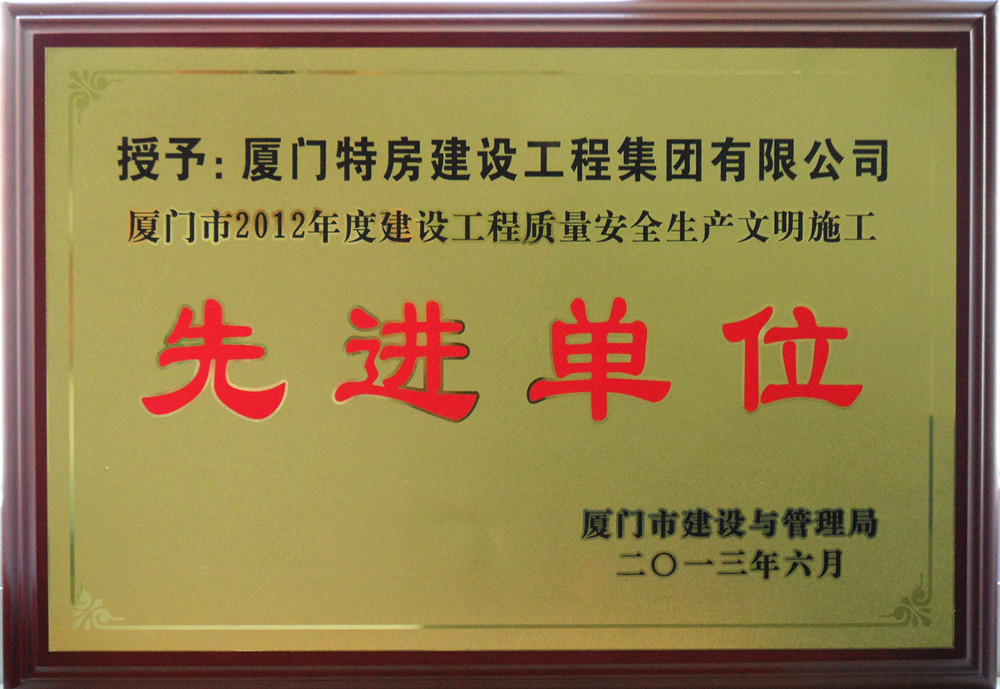 授予：厦门特房建设工程集团有限公司
厦门市2012年度建设工程质量安全生产文明施工
先进单位
厦门市建设与管理局
二〇一三年六月